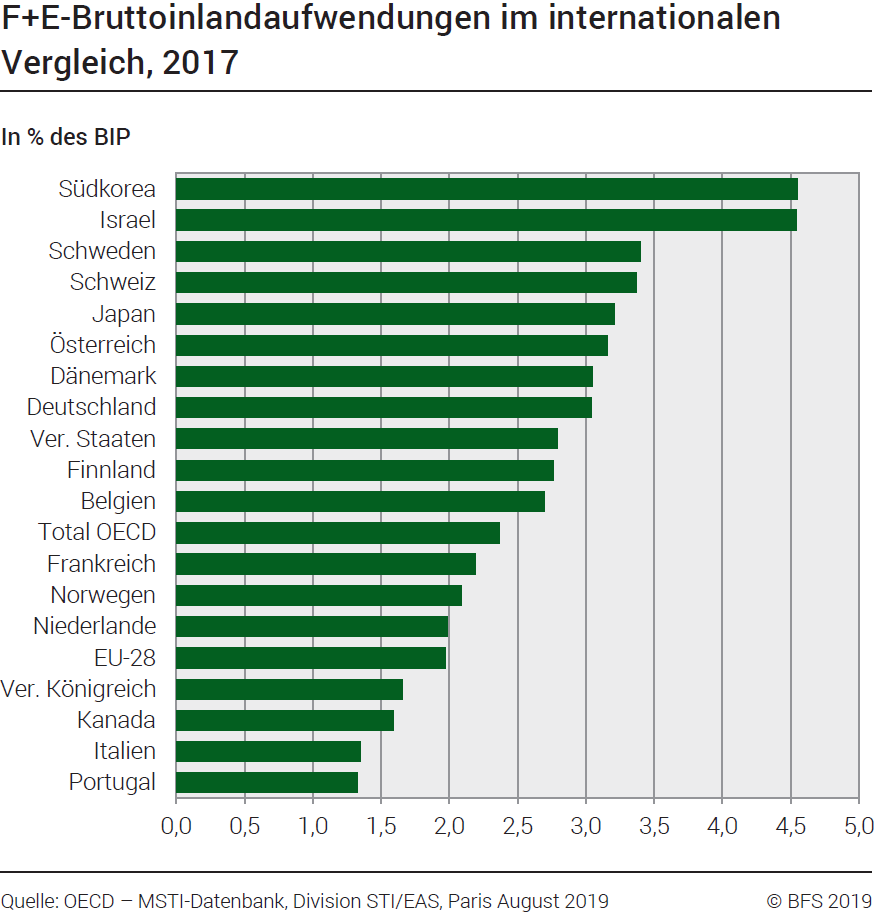 F+E-Bruttoinlandaufwendungen im internationalen
Vergleich, 2017
In % des BIP
Südkorea
Israel
Schweden
Schweiz
Japan
Österreich
Dänemark
Deutschland
Ver. Staaten
Finnland
Belgien
Total OECD
Frankreich
Norwegen
Niederlande
EU-28
Ver. Königreich
Kanada
Italien
Portugal
0,0 0,5 1,0 1,5 2,0 2,5 3,0 3,5 4,0 4,5 5,0
Quelle: OECD – MSTI-Datenbank, Division STI/EAS, Paris August 2019 © BFS 2019